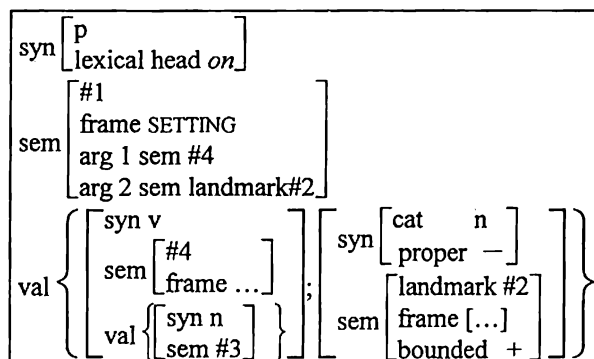 syn [p
lexical head on]
sem [#1
frame SETTING
arg 1 sem #4
arg 2 sem landmark#2]
val { [syn v
sem [#4
frame ...]
val { [syn n
sem #3] } ] ; [syn [cat n
proper −]
sem [landmark #2
frame [...]
bounded +] ] }